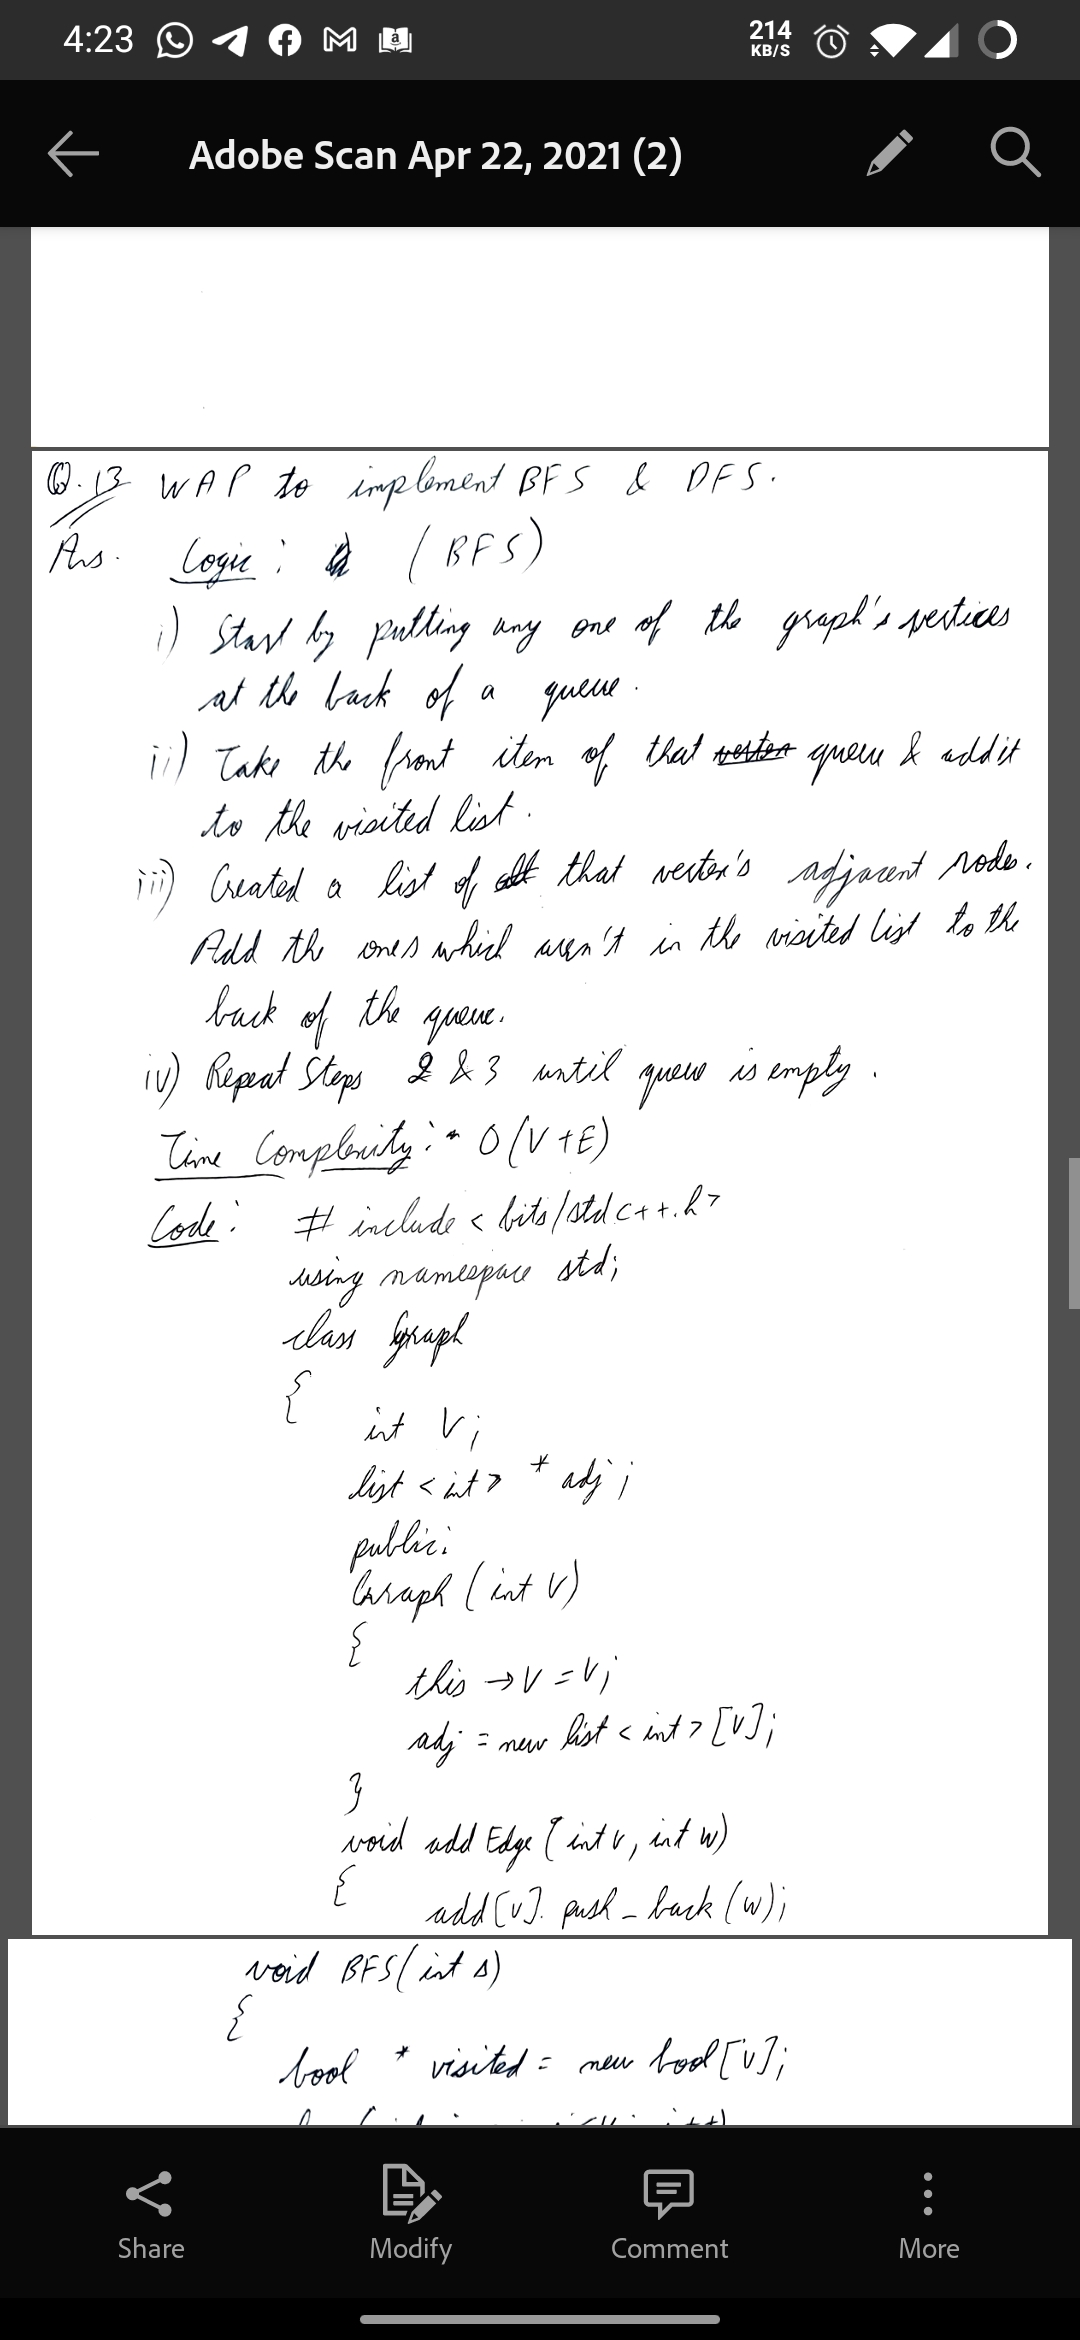 4:23
214 KB/S
Adobe Scan Apr 22, 2021 (2)
Q.13 WAP to implement BFS & DFS.
Ans. Logic: (BFS)
i) Start by putting any one of the graph's vertices
at the back of a queue.
ii) Take the front item of that queue & add it
to the visited list.
iii) Created a list of that vertex's adjacent nodes.
Add the ones which aren't in the visited list to the
back of the queue.
iv) Repeat Steps 2 & 3 until queue is empty.
Time Complexity:- O(V+E)
Code: #include <bits/stdc++.h>
using namespace std;
class Graph
{
int V;
list <int> * adj;
public:
Graph (int V)
{
this → V = V;
adj = new list <int> [V];
}
void add Edge (int v, int w)
{ add[v]. push_back (w);
void BFS(int s)
{
bool * visited = new bool [V];
Share
Modify
Comment
More